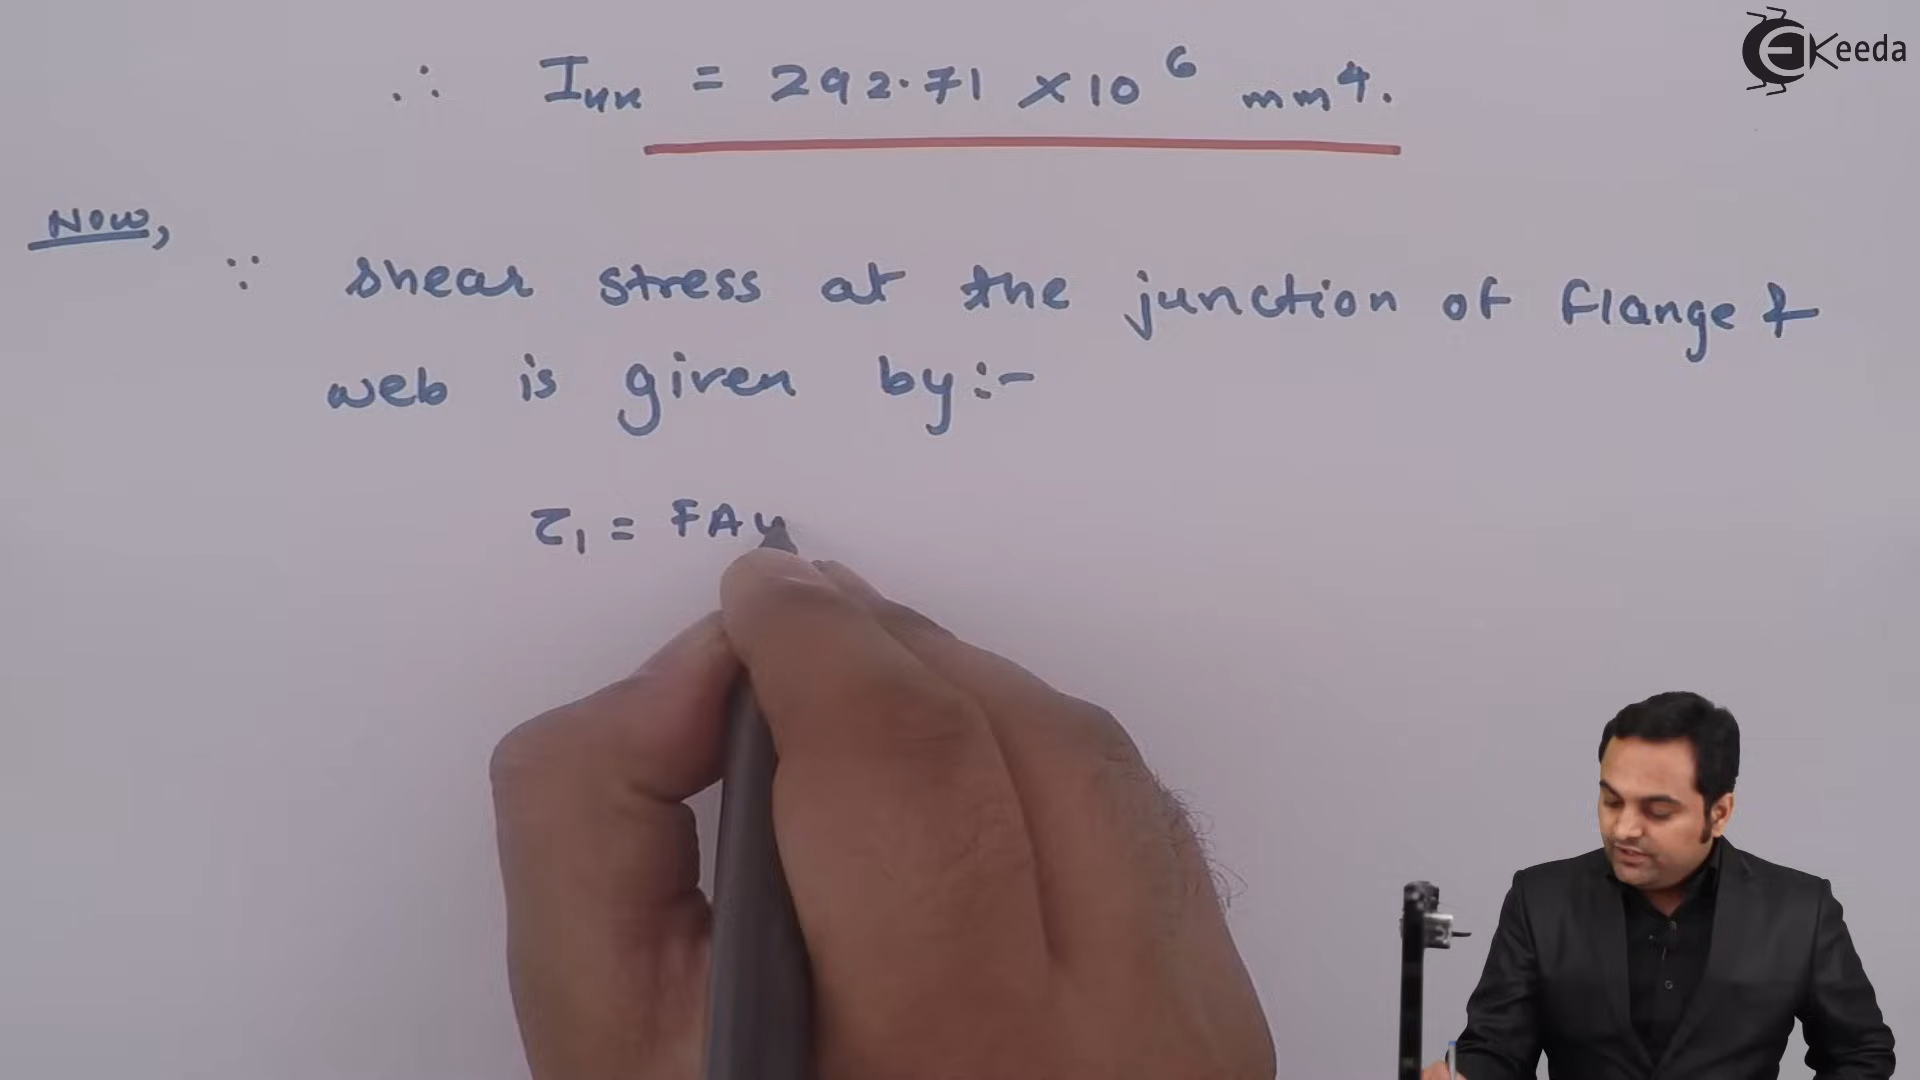 ∴ Ixx = 292.71 × 10⁶ mm⁴.
Now,
∵ shear stress at the junction of flange &
web is given by:-
τ₁ = FAy
Ekeeda